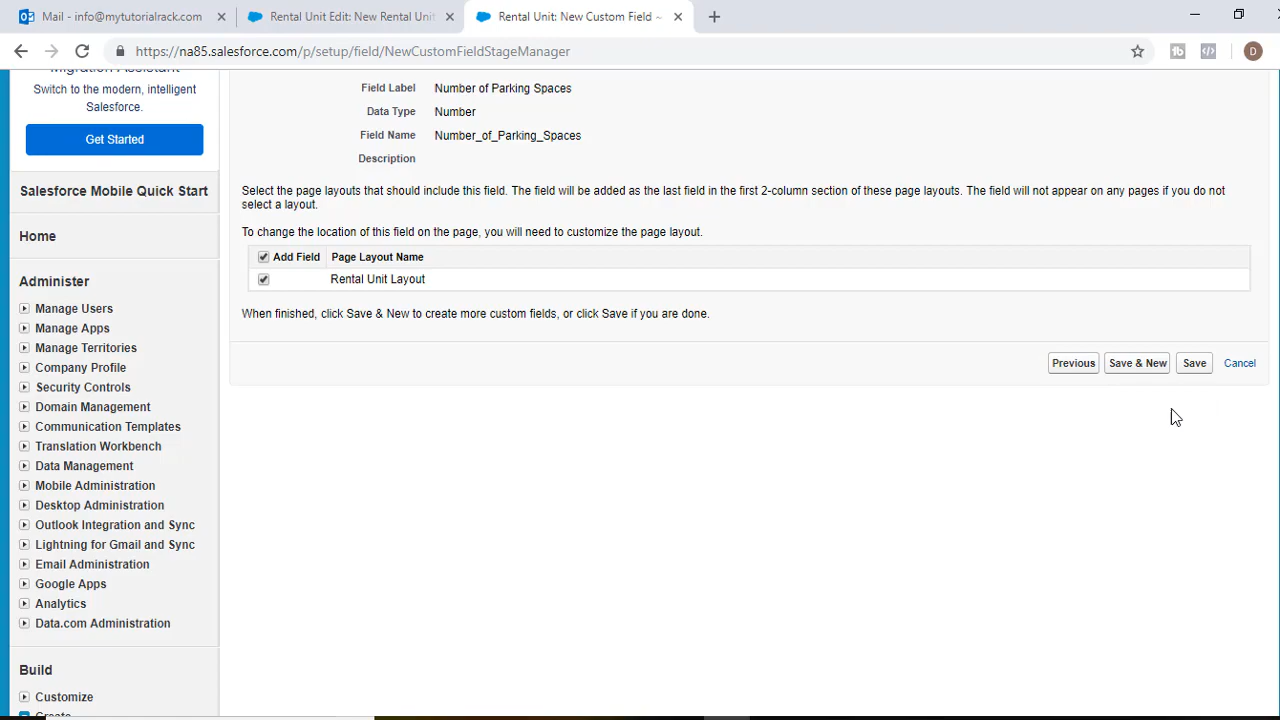 Mail - info@mytutorialrack.com
Rental Unit Edit: New Rental Unit
Rental Unit: New Custom Field ~
https://na85.salesforce.com/p/setup/field/NewCustomFieldStageManager
D
Migration Assistant
Switch to the modern, intelligent
Salesforce.
Get Started
Salesforce Mobile Quick Start
Home
Administer
Manage Users
Manage Apps
Manage Territories
Company Profile
Security Controls
Domain Management
Communication Templates
Translation Workbench
Data Management
Mobile Administration
Desktop Administration
Outlook Integration and Sync
Lightning for Gmail and Sync
Email Administration
Google Apps
Analytics
Data.com Administration
Build
Customize
Create
Field Label Number of Parking Spaces
Data Type Number
Field Name Number_of_Parking_Spaces
Description
Select the page layouts that should include this field. The field will be added as the last field in the first 2-column section of these page layouts. The field will not appear on any pages if you do not
select a layout.
To change the location of this field on the page, you will need to customize the page layout.
Add Field Page Layout Name
Rental Unit Layout
When finished, click Save & New to create more custom fields, or click Save if you are done.
Previous Save & New Save Cancel